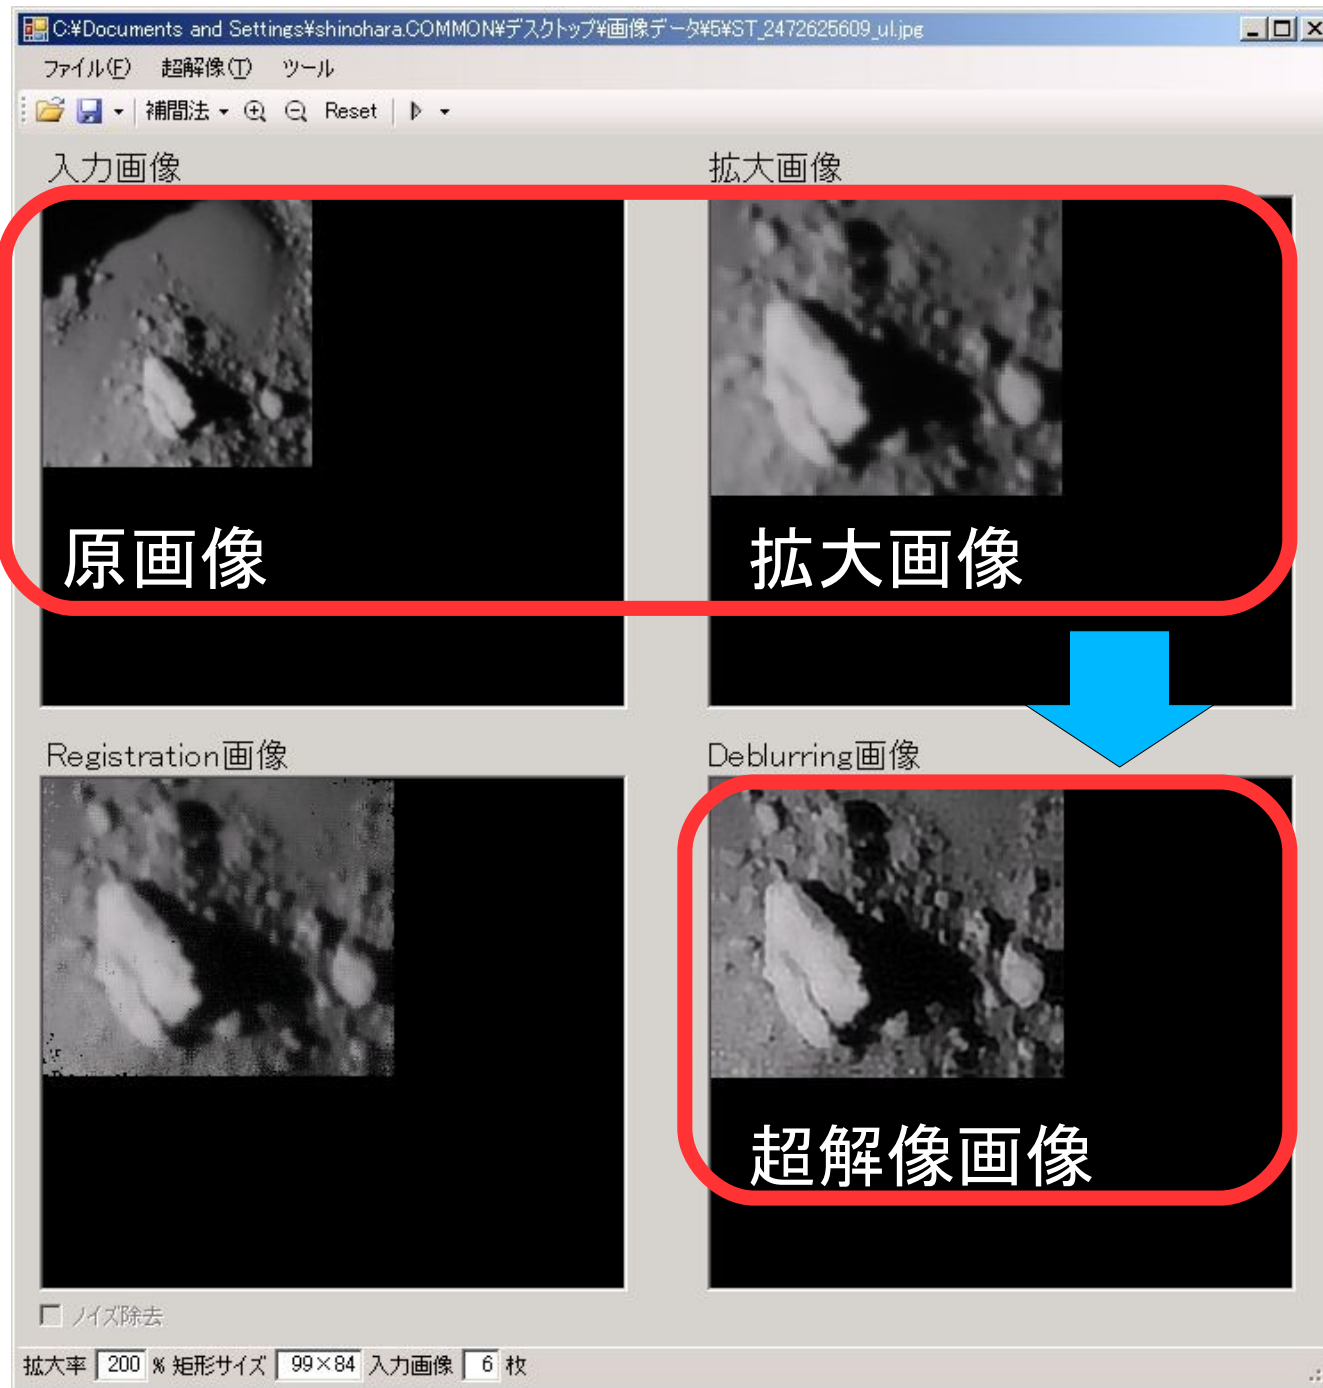 C:¥Documents and Settings¥shinohara.COMMON¥デスクトップ¥画像データ¥5¥ST_2472625609_ul.jpg
ファイル(F) 超解像(T) ツール
補間法 Reset
入力画像 拡大画像
原画像 拡大画像
Registration画像 Deblurring画像
超解像画像
ノイズ除去
拡大率 200 % 矩形サイズ 99×84 入力画像 6 枚